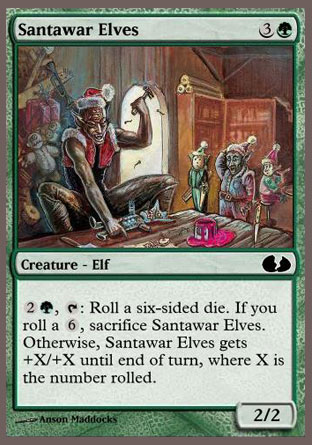 Santawar Elves 3
Creature - Elf
2 , : Roll a six-sided die. If you
roll a 6, sacrifice Santawar Elves.
Otherwise, Santawar Elves gets
+X/+X until end of turn, where X is
the number rolled.
Anson Maddocks
2/2